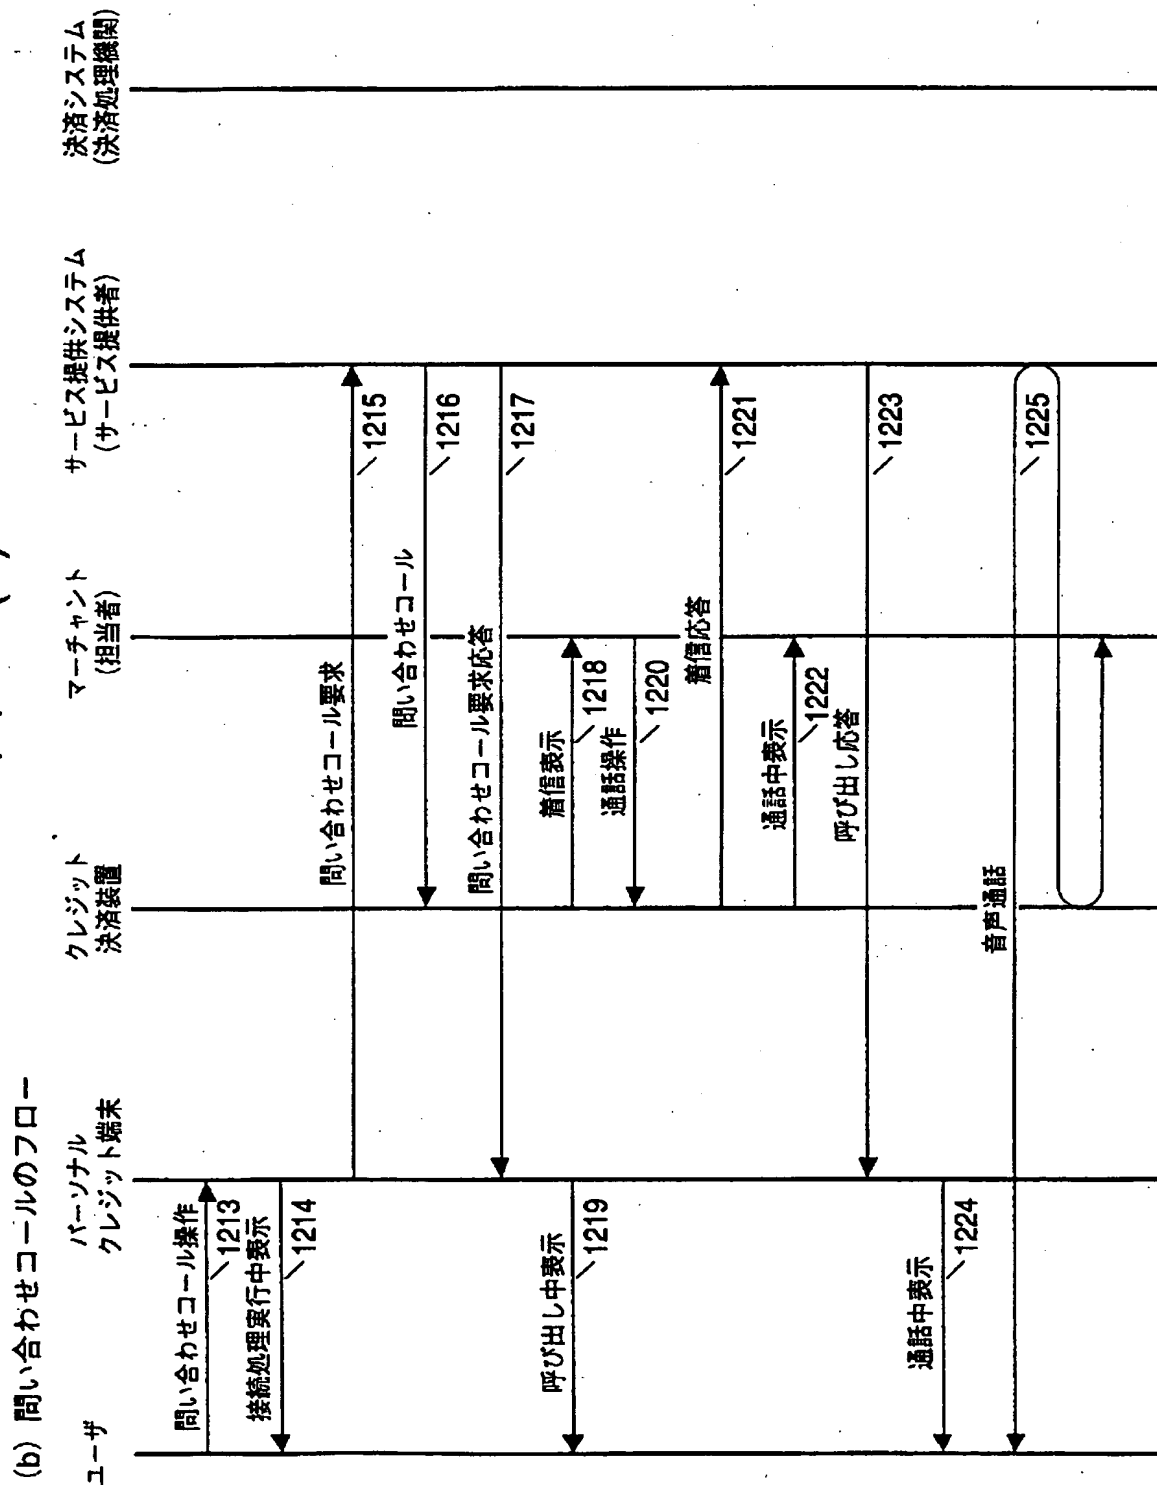 (b) 問い合わせコールのフロー
ユーザ
パーソナル
クレジット端末
クレジット
決済装置
マーチャント
(担当者)
サービス提供システム
(サービス提供者)
決済システム
(決済処理機関)
問い合わせコール操作
1213
接続処理実行中表示
1214
問い合わせコール要求
1215
問い合わせコール
1216
問い合わせコール要求応答
1217
着信表示
1218
呼び出し中表示
1219
通話操作
1220
着信応答
1221
通話中表示
1222
呼び出し応答
1223
通話中表示
1224
音声通話
1225